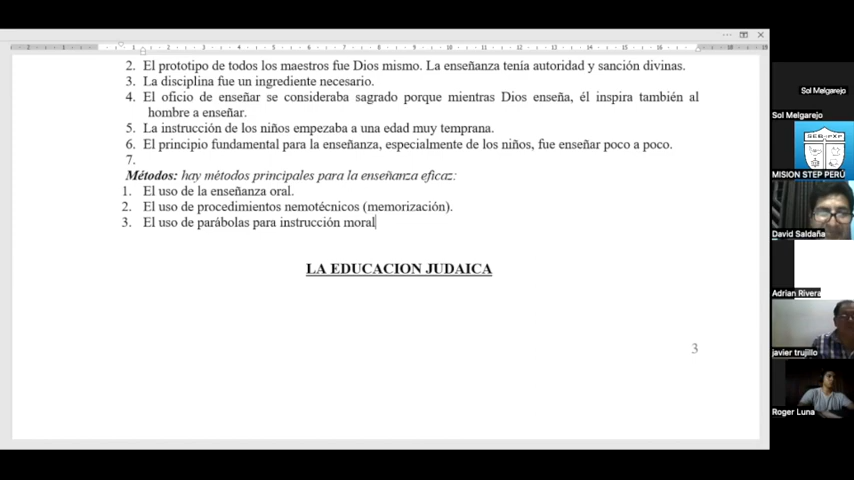 2. El prototipo de todos los maestros fue Dios mismo. La enseñanza tenía autoridad y sanción divinas.
3. La disciplina fue un ingrediente necesario.
4. El oficio de enseñar se consideraba sagrado porque mientras Dios enseña, él inspira también al
hombre a enseñar.
5. La instrucción de los niños empezaba a una edad muy temprana.
6. El principio fundamental para la enseñanza, especialmente de los niños, fue enseñar poco a poco.
7.
Métodos: hay métodos principales para la enseñanza eficaz:
1. El uso de la enseñanza oral.
2. El uso de procedimientos nemotécnicos (memorización).
3. El uso de parábolas para instrucción moral
LA EDUCACION JUDAICA
3
Sol Melgarejo
Sol Melgarejo
MISION STEP PERÚ
David Saldaña
Adrian Rivera
javier trujillo
Roger Luna